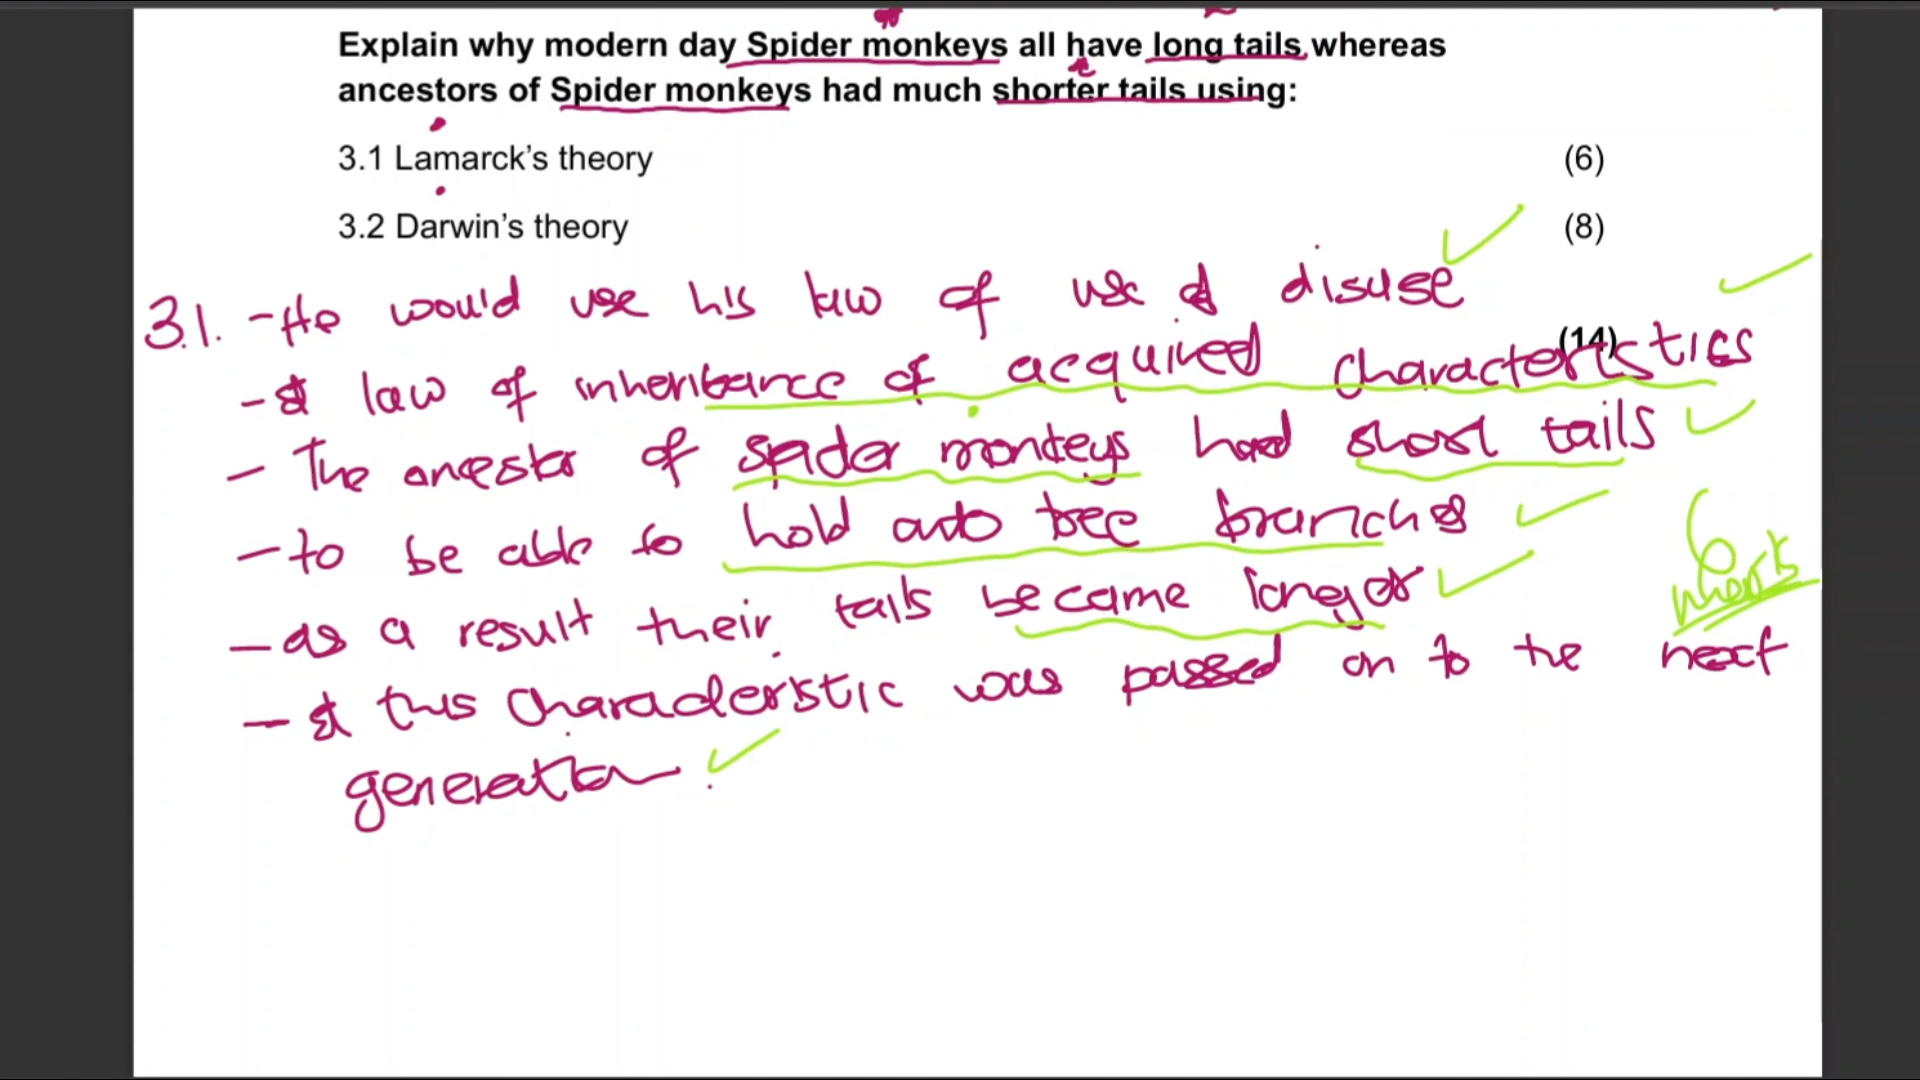 Explain why modern day Spider monkeys all have long tails whereas
ancestors of Spider monkeys had much shorter tails using:
3.1 Lamarck's theory (6)
3.2 Darwin's theory (8)
(14)
3.1. - He would use his law of use & disuse
- & law of inheritance of acquired characteristics
- The ancestor of spider monkeys had short tails
- to be able to hold onto tree branches
- as a result their tails became longer
- & this characteristic was passed on to the next
generation.
6
marks